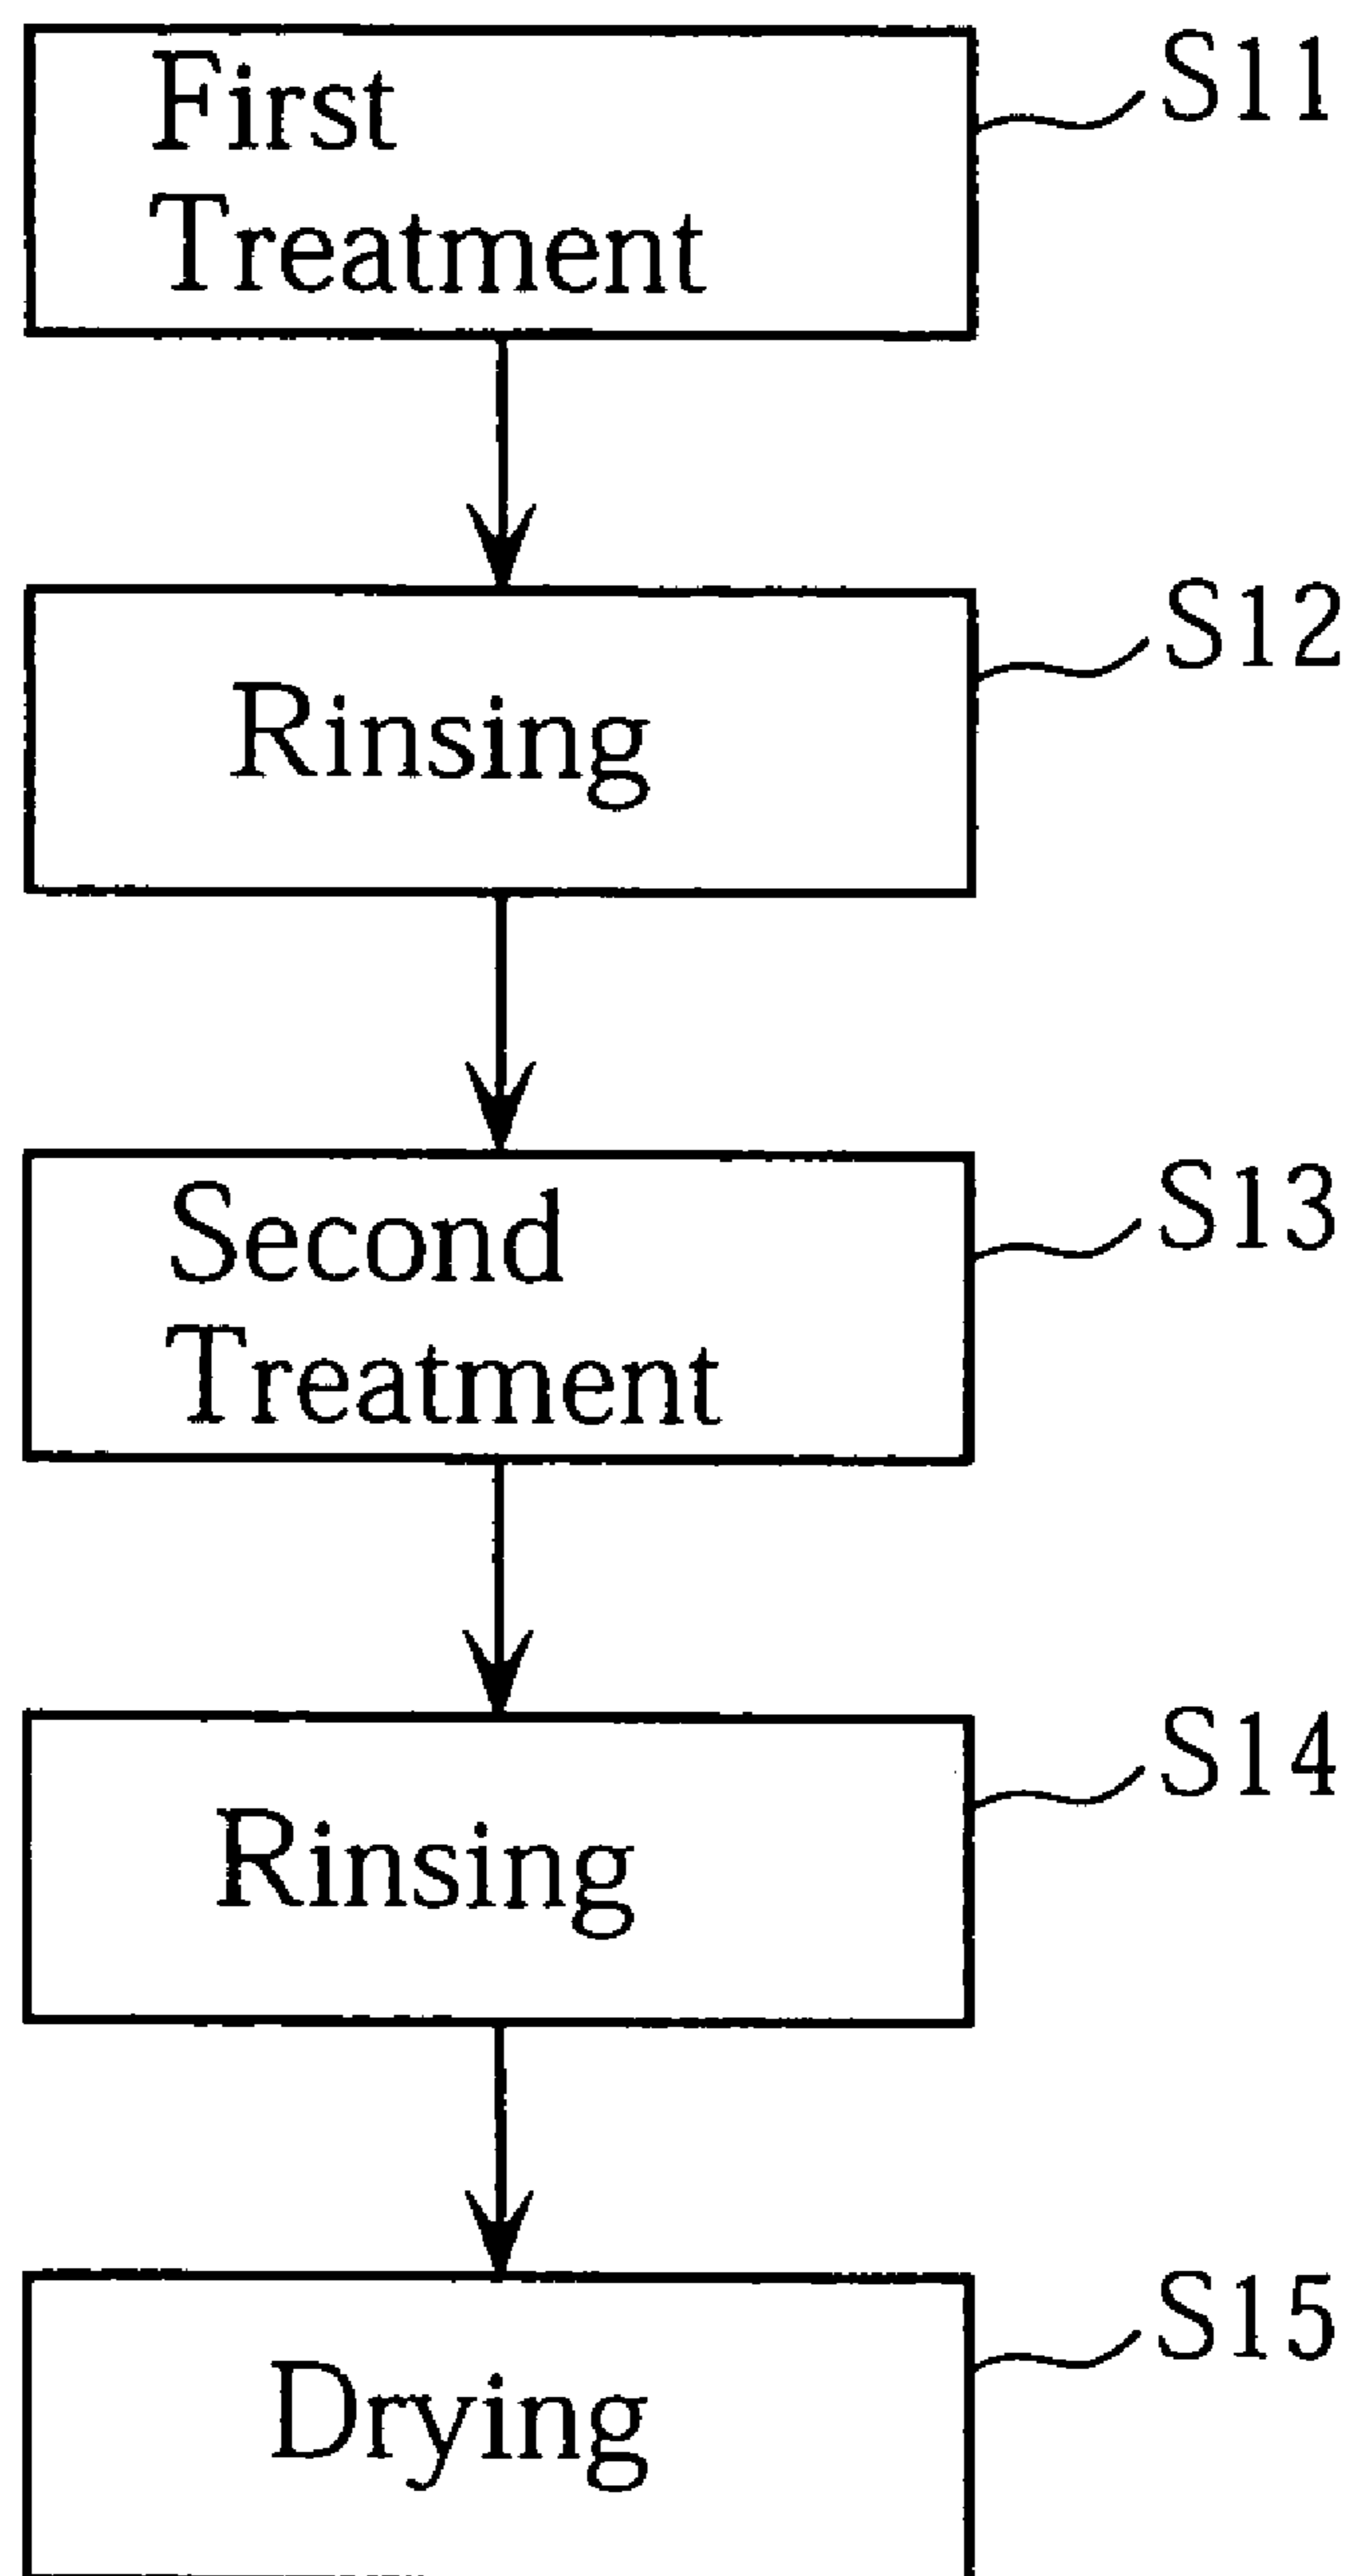 First
Treatment
S11
Rinsing
S12
Second
Treatment
S13
Rinsing
S14
Drying
S15